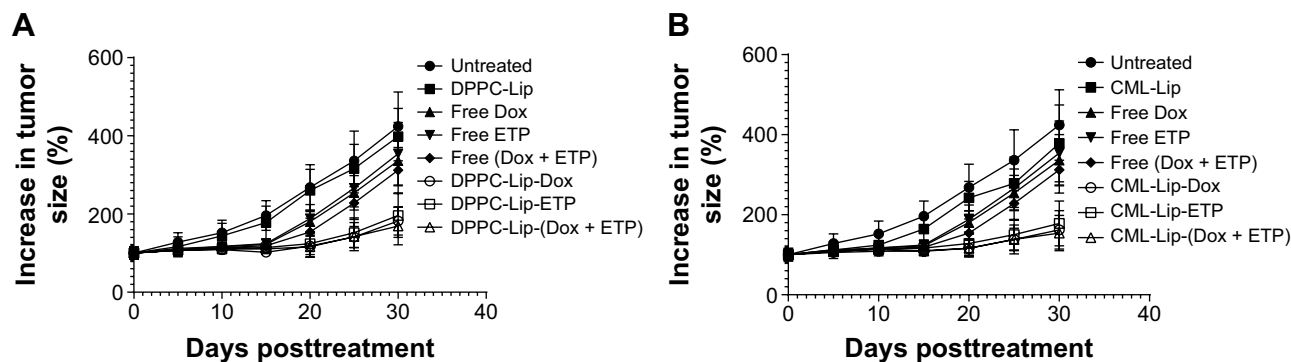 A
Increase in tumor
size (%)
600
400
200
0
0
10
20
30
40
Days posttreatment
Untreated
DPPC-Lip
Free Dox
Free ETP
Free (Dox + ETP)
DPPC-Lip-Dox
DPPC-Lip-ETP
DPPC-Lip-(Dox + ETP)
B
Increase in tumor
size (%)
600
400
200
0
0
10
20
30
40
Days posttreatment
Untreated
CML-Lip
Free Dox
Free ETP
Free (Dox + ETP)
CML-Lip-Dox
CML-Lip-ETP
CML-Lip-(Dox + ETP)